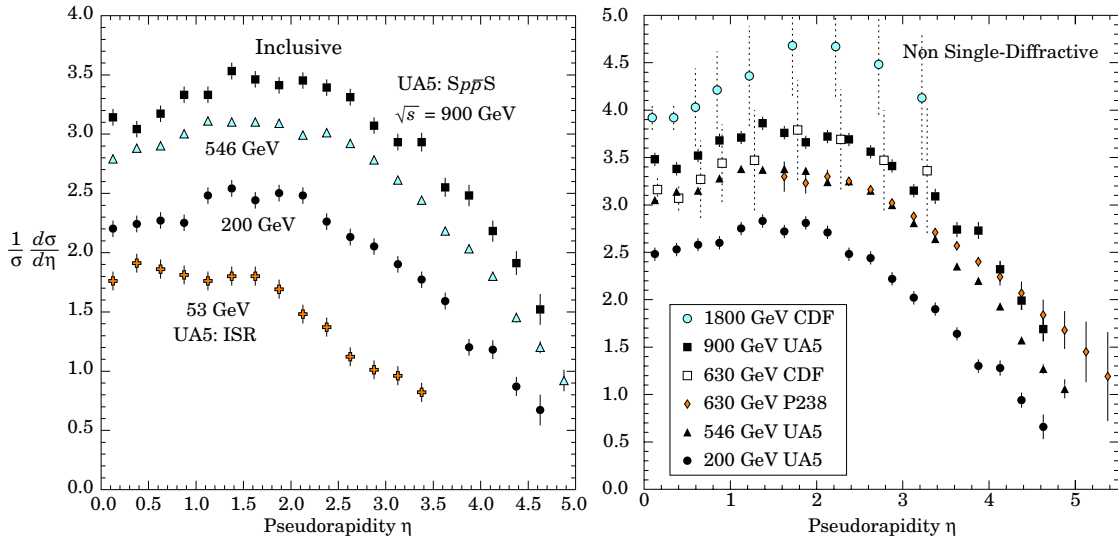 4.0
3.5
3.0
2.5
2.0
1.5
1.0
0.5
0.0
1/σ dσ/dη
Inclusive
UA5: Spp̅S
√s = 900 GeV
546 GeV
200 GeV
53 GeV
UA5: ISR
0.0 0.5 1.0 1.5 2.0 2.5 3.0 3.5 4.0 4.5 5.0
Pseudorapidity η
5.0
4.5
4.0
3.5
3.0
2.5
2.0
1.5
1.0
0.5
0.0
Non Single-Diffractive
1800 GeV CDF
900 GeV UA5
630 GeV CDF
630 GeV P238
546 GeV UA5
200 GeV UA5
0 1 2 3 4 5
Pseudorapidity η